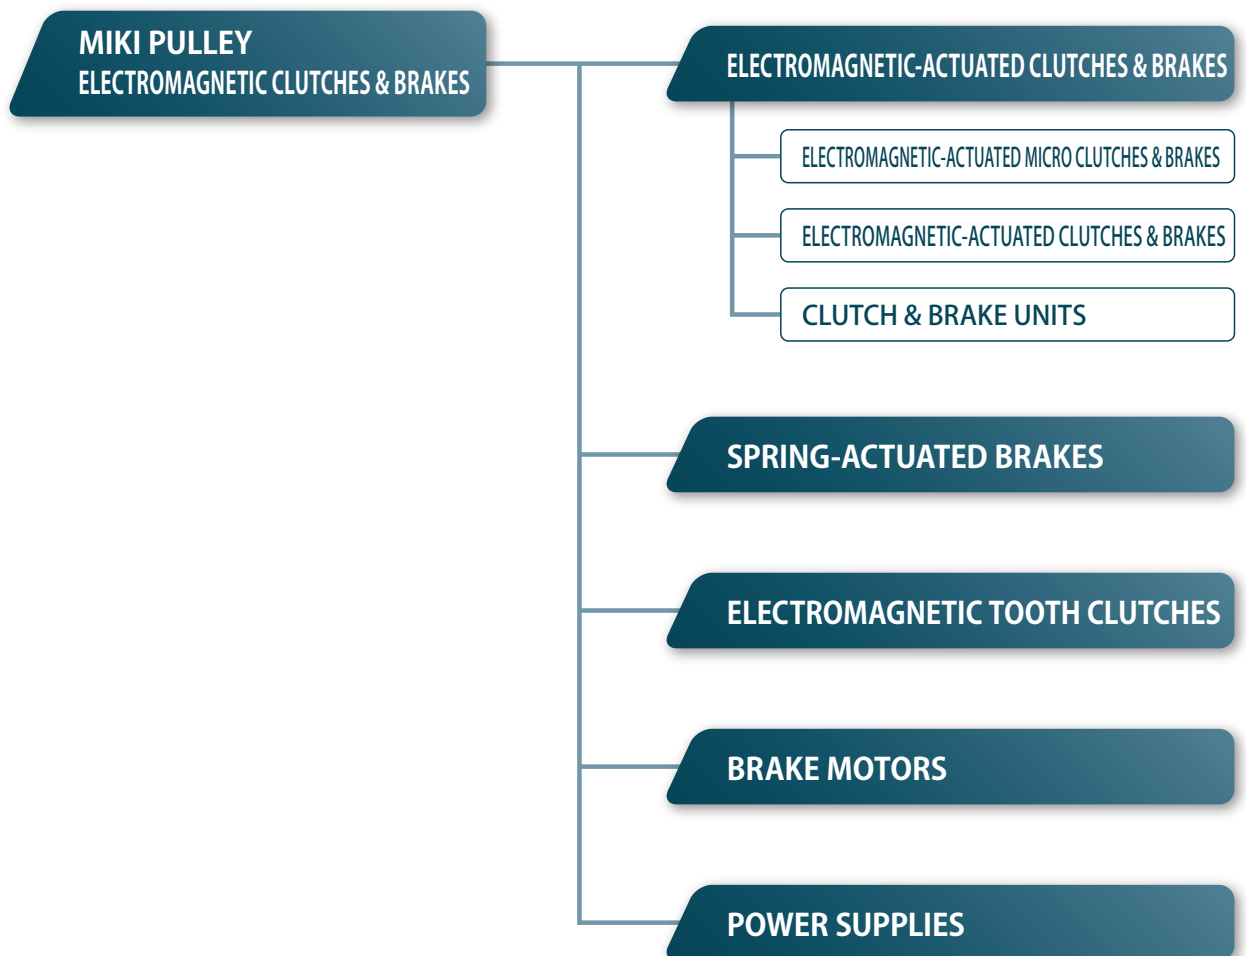 MIKI PULLEY
ELECTROMAGNETIC CLUTCHES & BRAKES
ELECTROMAGNETIC-ACTUATED CLUTCHES & BRAKES
ELECTROMAGNETIC-ACTUATED MICRO CLUTCHES & BRAKES
ELECTROMAGNETIC-ACTUATED CLUTCHES & BRAKES
CLUTCH & BRAKE UNITS
SPRING-ACTUATED BRAKES
ELECTROMAGNETIC TOOTH CLUTCHES
BRAKE MOTORS
POWER SUPPLIES